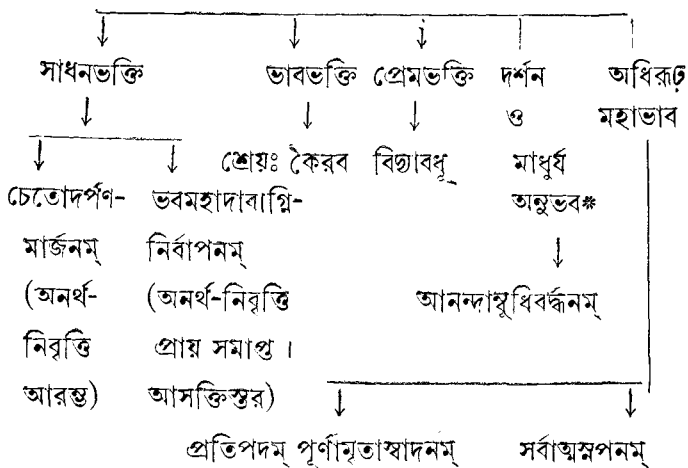 সাধনভক্তি ভাবভক্তি প্রেমভক্তি দর্শন অধিরূঢ়
ও মহাভাব
শ্রেয়ঃ কৈরব বিদ্যাবধূ মাধুর্য
চেতোদর্পণ- ভবমহাদাবাগ্নি- অনুভব*
মার্জনম্ নির্বাপনম্
(অনর্থ- (অনর্থ-নিবৃত্তি আনন্দাম্বুধিবর্দ্ধনম্
নিবৃত্তি প্রায় সমাপ্ত ।
আরম্ভ) আসক্তিস্তর)
প্রতিপদম্ পূর্ণামৃতাস্বাদনম্ সর্বাত্মস্নপনম্